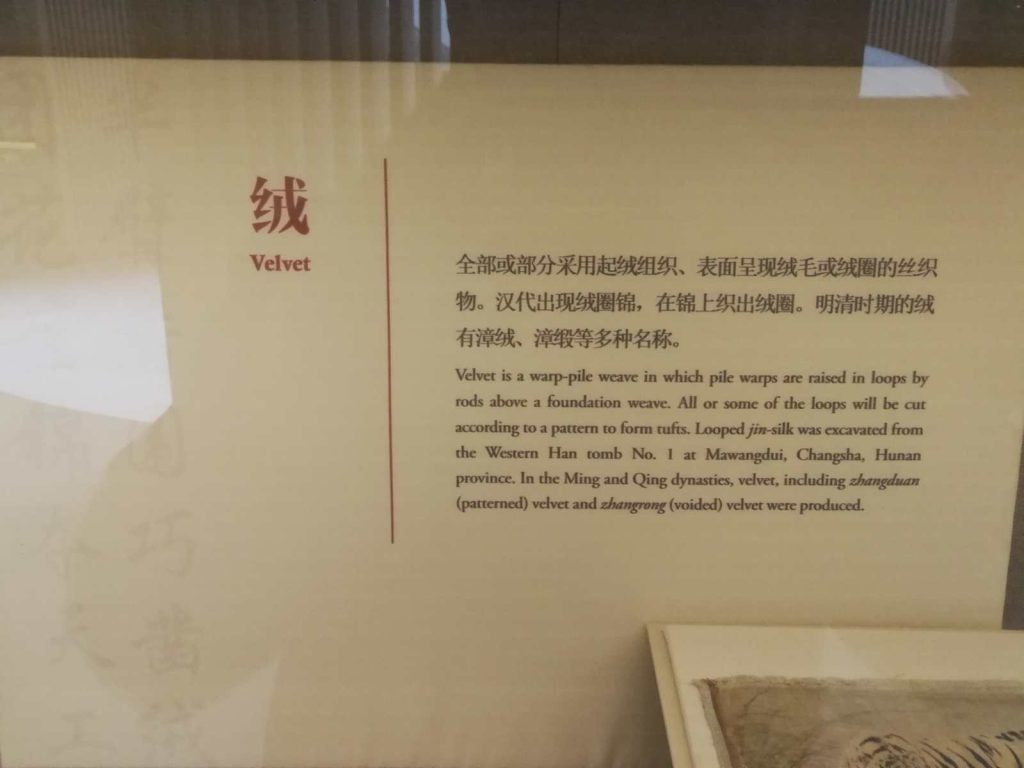 绒
Velvet
全部或部分采用起绒组织、表面呈现绒毛或绒圈的丝织
物。汉代出现绒圈锦，在锦上织出绒圈。明清时期的绒
有漳绒、漳缎等多种名称。
Velvet is a warp-pile weave in which pile warps are raised in loops by
rods above a foundation weave. All or some of the loops will be cut
according to a pattern to form tufts. Looped jin-silk was excavated from
the Western Han tomb No. 1 at Mawangdui, Changsha, Hunan
province. In the Ming and Qing dynasties, velvet, including zhangduan
(patterned) velvet and zhangrong (voided) velvet were produced.